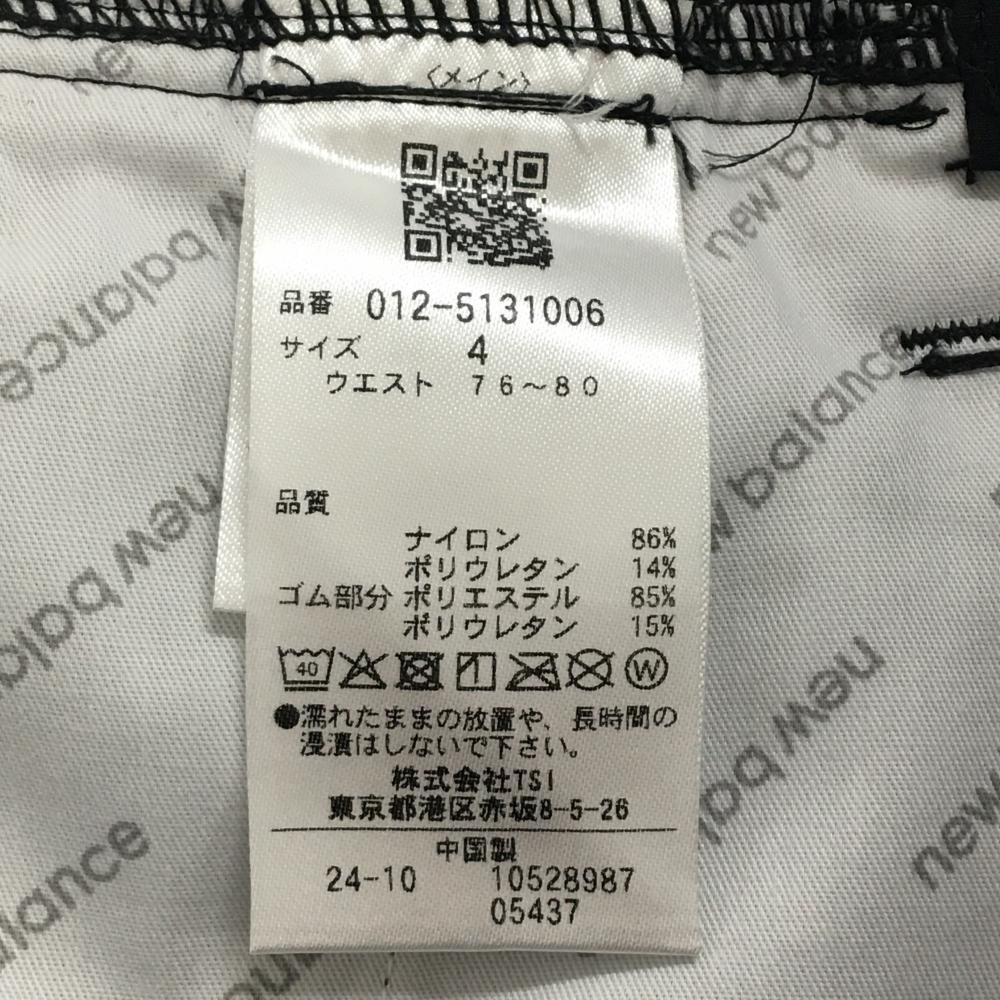 〈メイン〉
品番 012-5131006
サイズ 4
ウエスト 76～80
品質
ナイロン 86%
ポリウレタン 14%
ゴム部分 ポリエステル 85%
ポリウレタン 15%
40 W
●濡れたままの放置や、長時間の
浸漬はしないで下さい。
株式会社TSI
東京都港区赤坂8-5-26
中国製
24-10 10528987
05437
new balance
new balance
new balance
new balance
new balance
new
balance